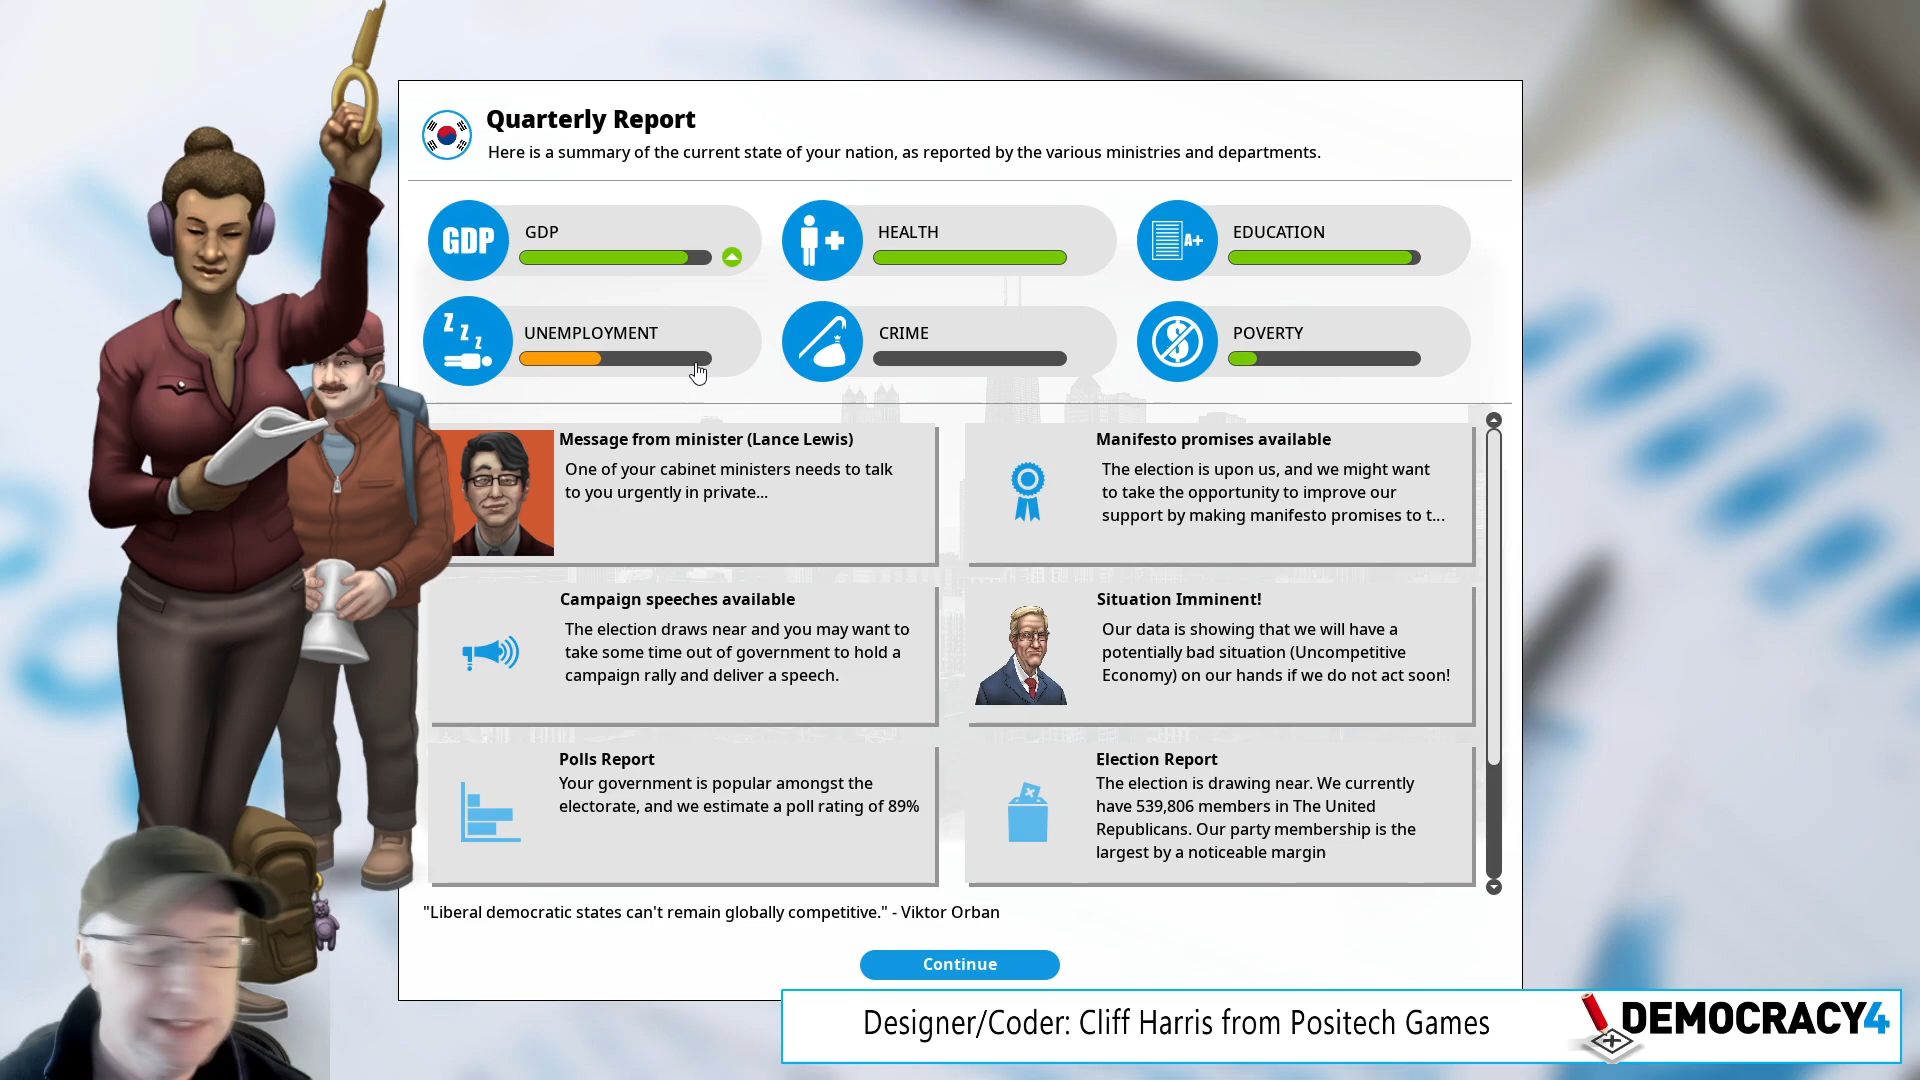 Quarterly Report
Here is a summary of the current state of your nation, as reported by the various ministries and departments.
GDP
GDP
HEALTH
A+
EDUCATION
Z
Z
Z
UNEMPLOYMENT
CRIME
$
POVERTY
Message from minister (Lance Lewis)
One of your cabinet ministers needs to talk
to you urgently in private...
Manifesto promises available
The election is upon us, and we might want
to take the opportunity to improve our
support by making manifesto promises to t...
Campaign speeches available
The election draws near and you may want to
take some time out of government to hold a
campaign rally and deliver a speech.
Situation Imminent!
Our data is showing that we will have a
potentially bad situation (Uncompetitive
Economy) on our hands if we do not act soon!
Polls Report
Your government is popular amongst the
electorate, and we estimate a poll rating of 89%
Election Report
The election is drawing near. We currently
have 539,806 members in The United
Republicans. Our party membership is the
largest by a noticeable margin
"Liberal democratic states can't remain globally competitive." - Viktor Orban
Continue
Designer/Coder: Cliff Harris from Positech Games
DEMOCRACY4